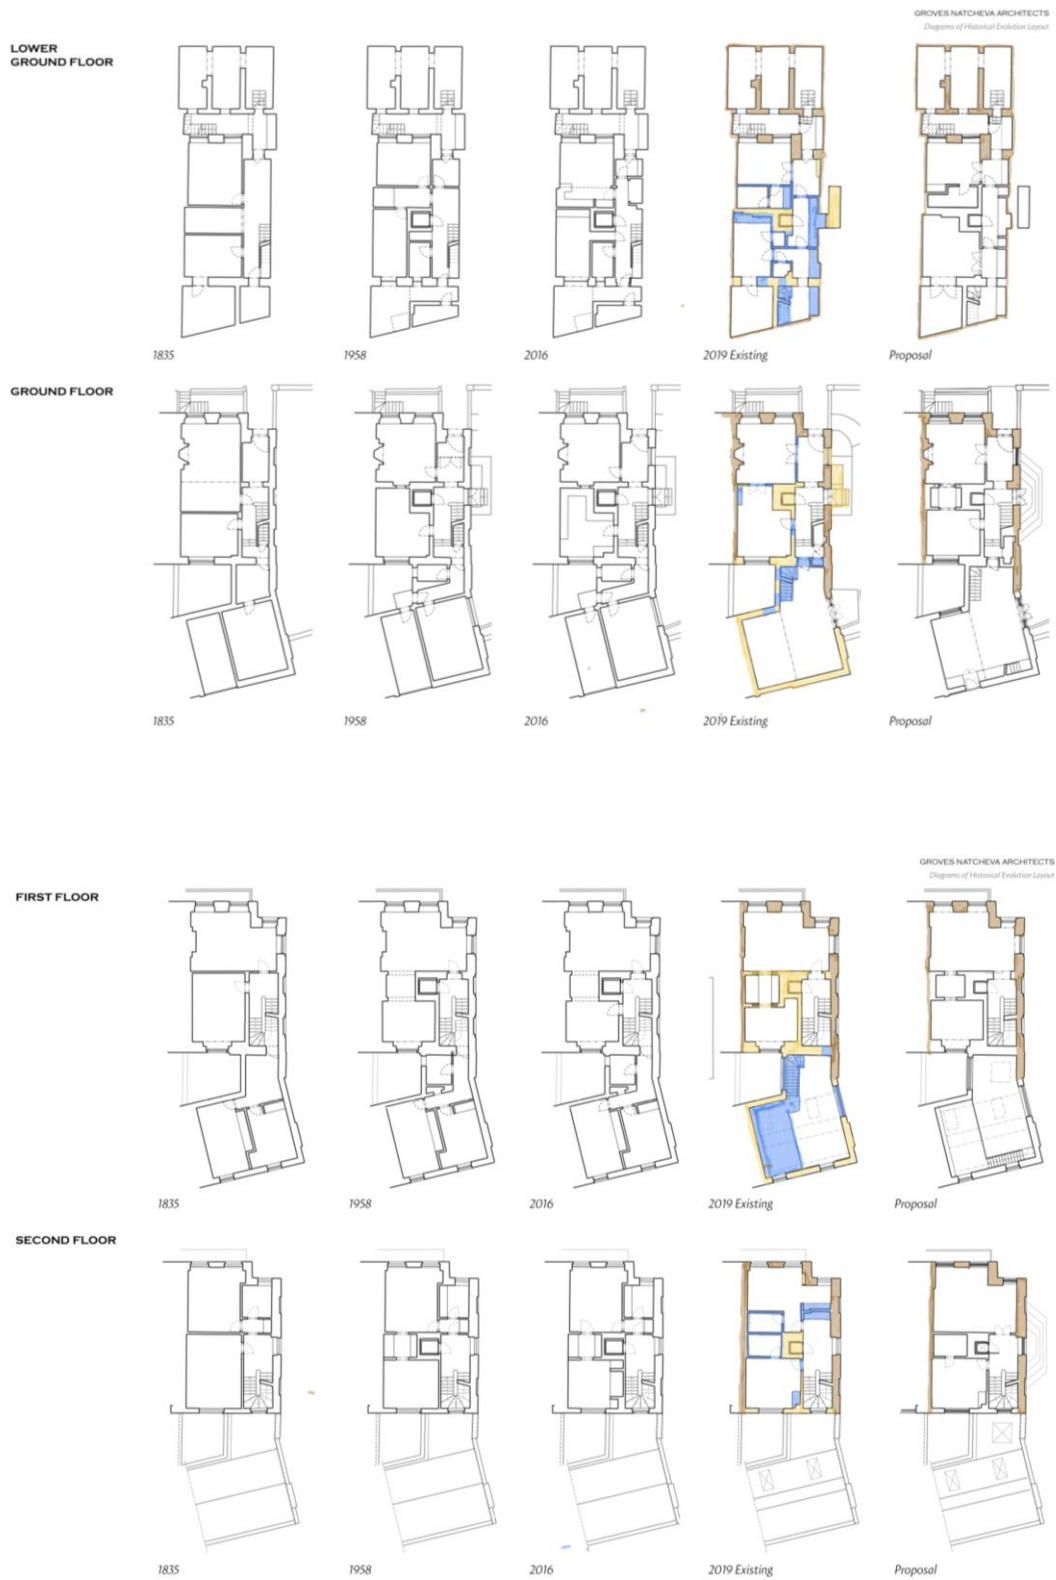 GROVES NATCHEVA ARCHITECTS
Diagrams of Historical Evolution Layout
LOWER
GROUND FLOOR
1835
1958
2016
2019 Existing
Proposal
GROUND FLOOR
1835
1958
2016
2019 Existing
Proposal
GROVES NATCHEVA ARCHITECTS
Diagrams of Historical Evolution Layout
FIRST FLOOR
1835
1958
2016
2019 Existing
Proposal
SECOND FLOOR
1835
1958
2016
2019 Existing
Proposal